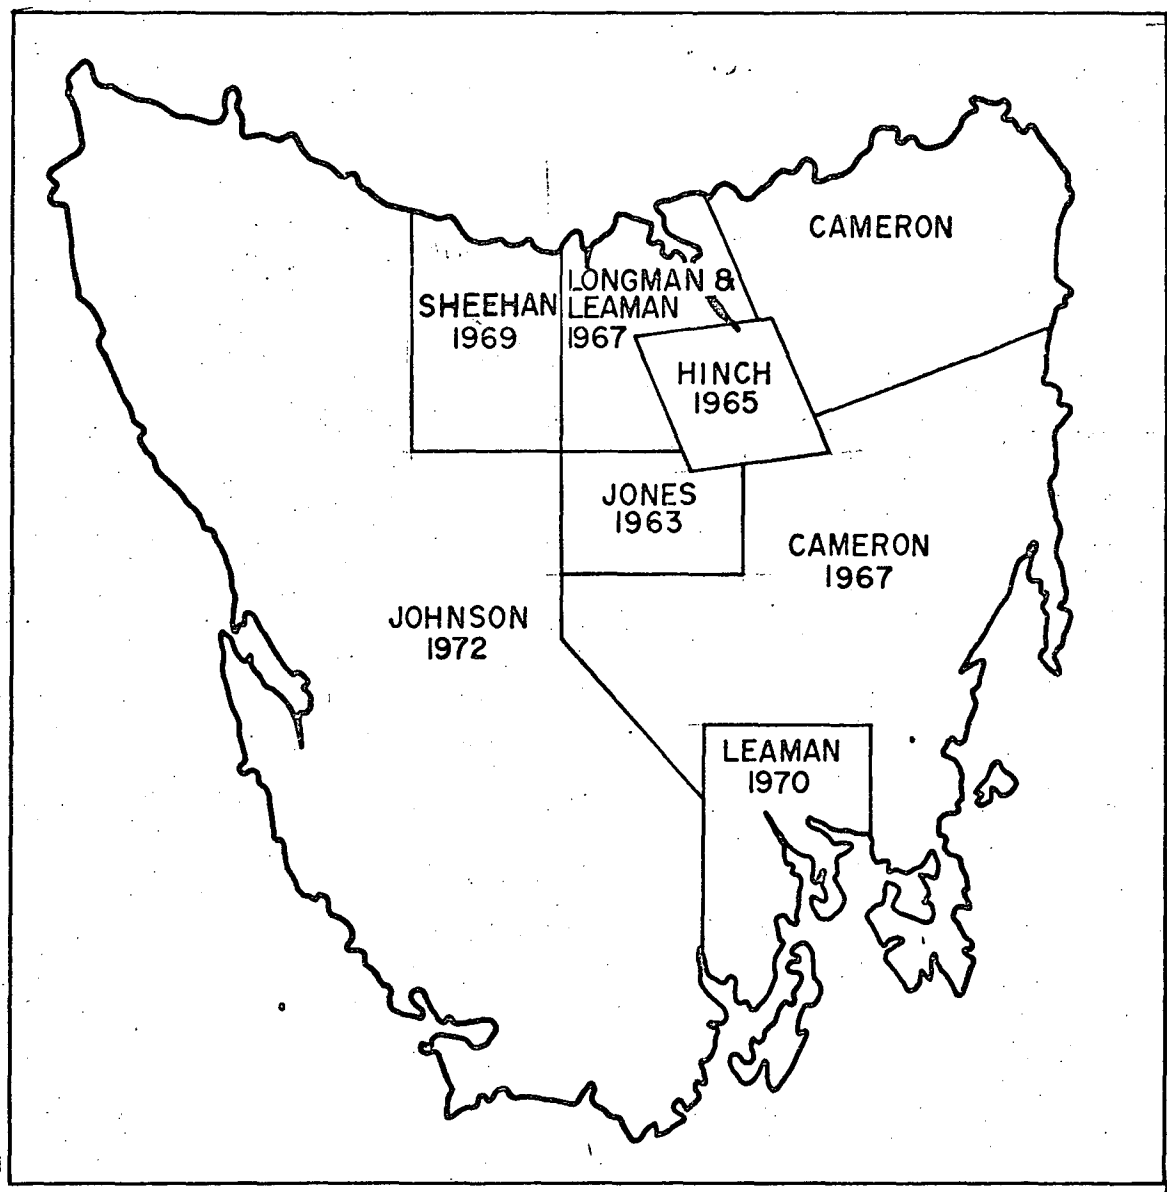 CAMERON
LONGMAN &
LEAMAN
1967
SHEEHAN
1969
HINCH
1965
JONES
1963
CAMERON
1967
JOHNSON
1972
LEAMAN
1970